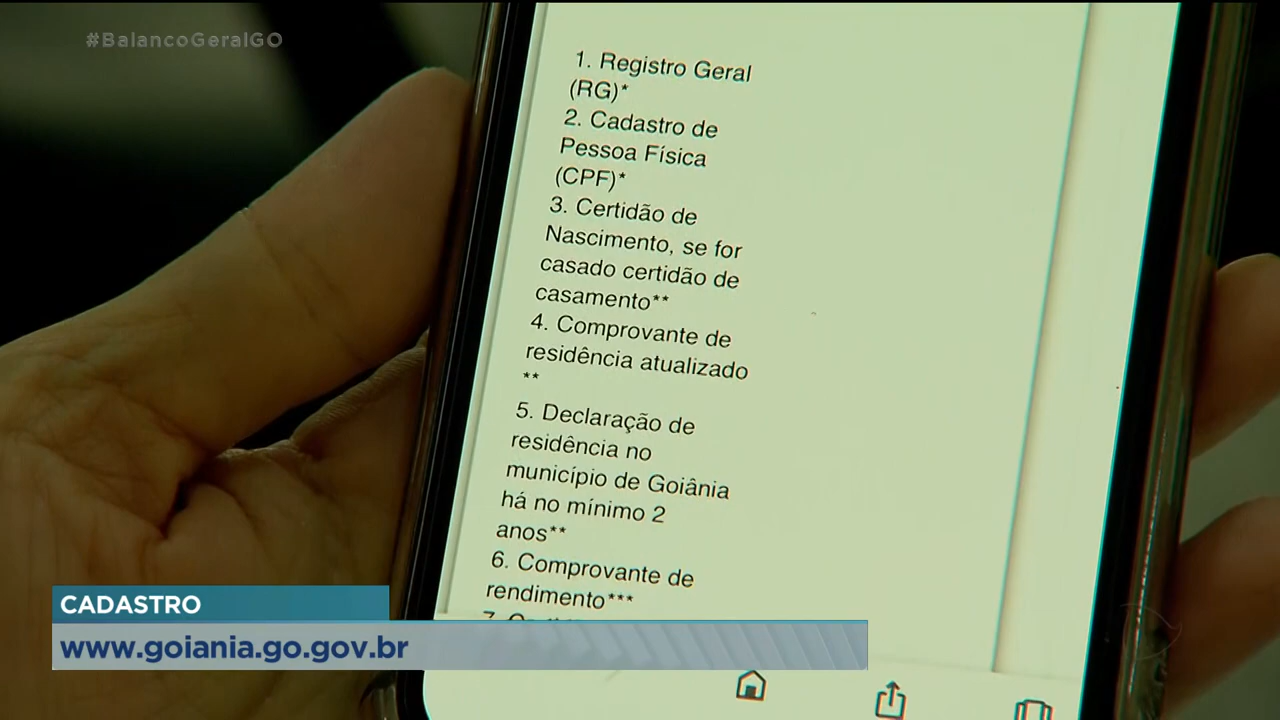 #BalancoGeralGO
1. Registro Geral
(RG)*
2. Cadastro de
Pessoa Física
(CPF)*
3. Certidão de
Nascimento, se for
casado certidão de
casamento**
4. Comprovante de
residência atualizado
**
5. Declaração de
residência no
município de Goiânia
há no mínimo 2
anos**
6. Comprovante de
rendimento***
7.
CADASTRO
www.goiania.go.gov.br